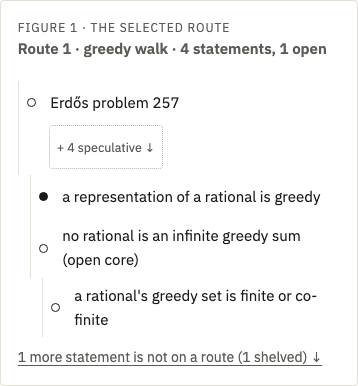 FIGURE 1 · THE SELECTED ROUTE
Route 1 · greedy walk · 4 statements, 1 open
Erdős problem 257
+ 4 speculative ↓
a representation of a rational is greedy
no rational is an infinite greedy sum
(open core)
a rational's greedy set is finite or co-
finite
1 more statement is not on a route (1 shelved) ↓